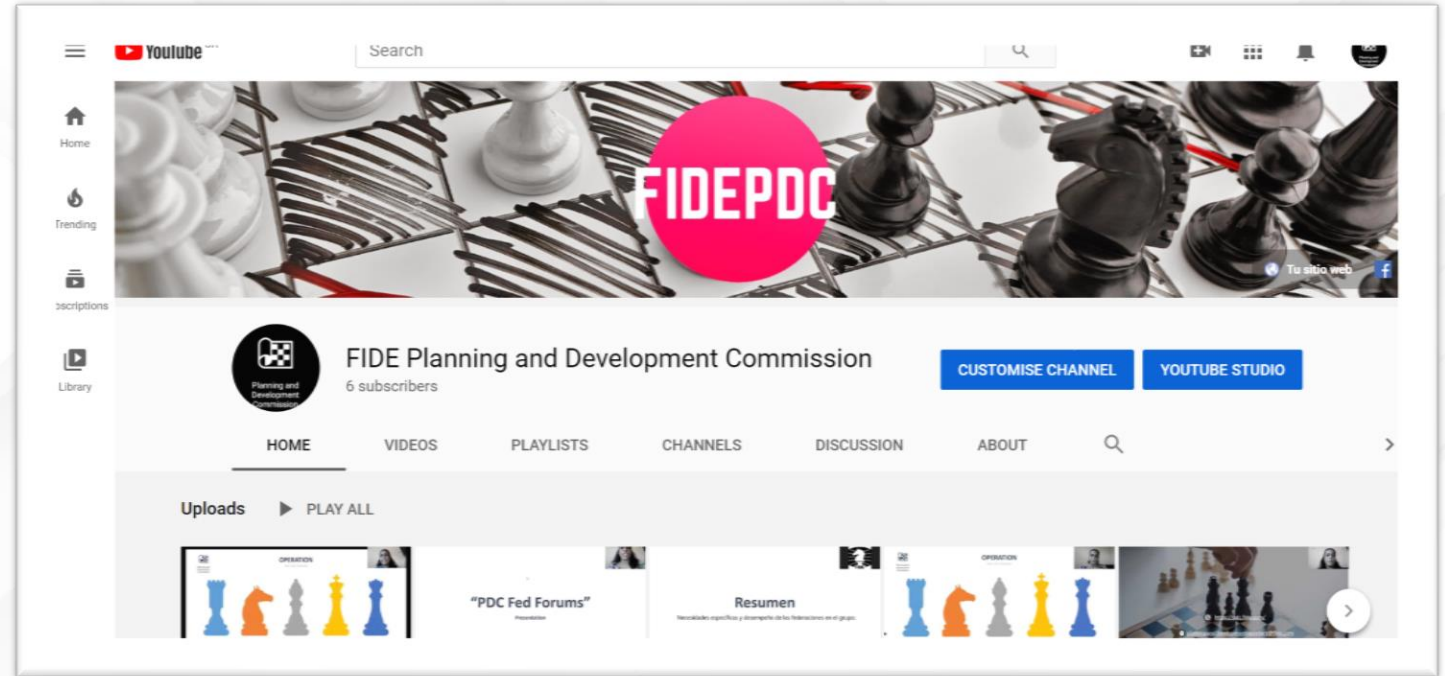 YouTube
Search
Home
Trending
oscriptions
Library
FIDEPDC
Tu sitio web
Planning and
Development
Commission
FIDE Planning and Development Commission
6 subscribers
CUSTOMISE CHANNEL
YOUTUBE STUDIO
HOME
VIDEOS
PLAYLISTS
CHANNELS
DISCUSSION
ABOUT
Uploads
PLAY ALL
OPERATION
"PDC Fed Forums"
Presentation
Resumen
Necesidades específicas y desempeño de las federaciones en el grupo:
OPERATION